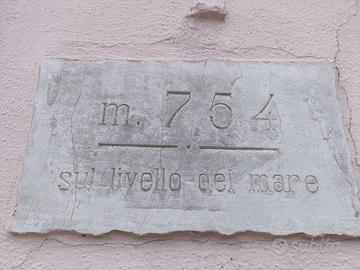 m. 754
sul livello del mare
subito